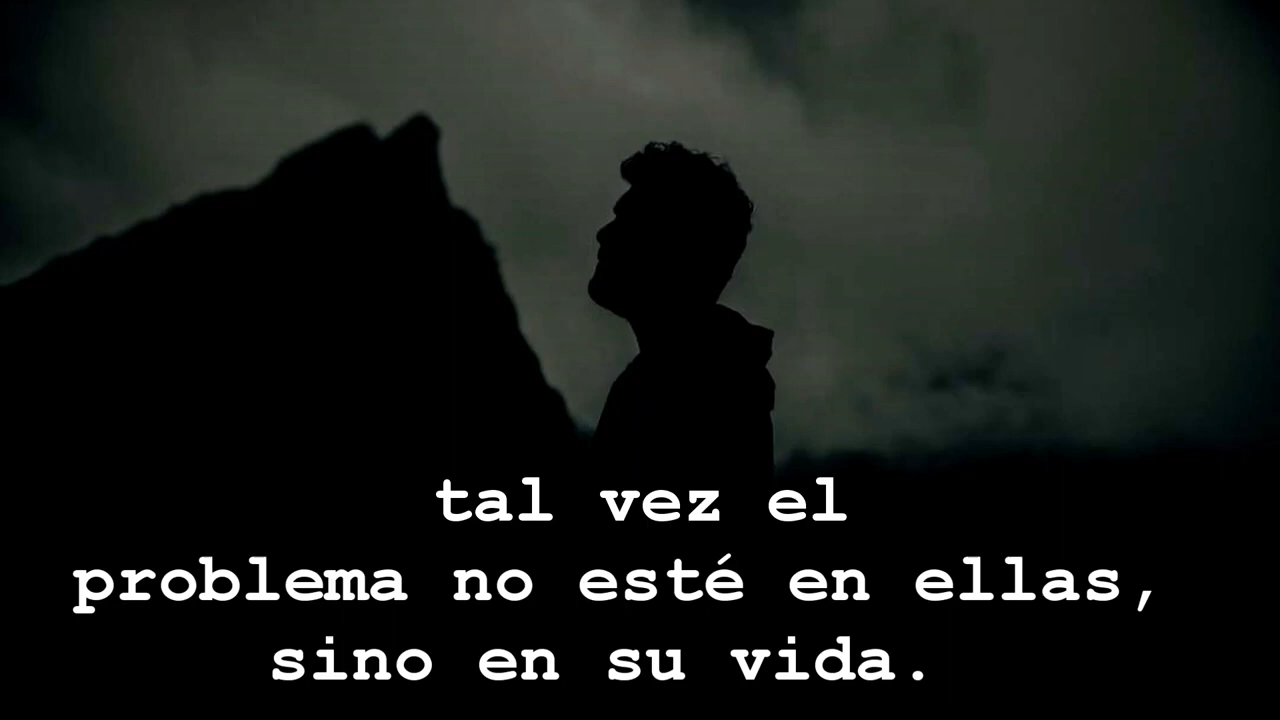 tal vez el
problema no esté en ellas,
sino en su vida.